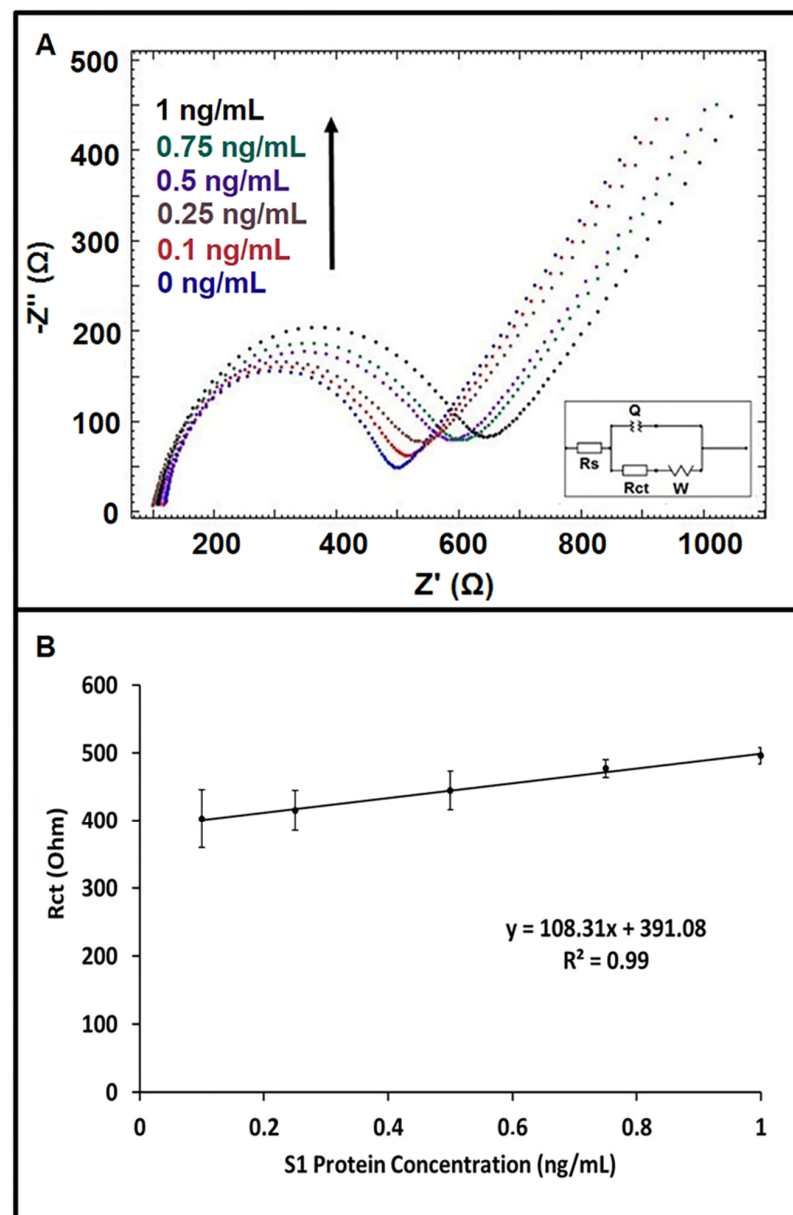 A
500
400
300
200
100
0
-Z'' (Ω)
1 ng/mL
0.75 ng/mL
0.5 ng/mL
0.25 ng/mL
0.1 ng/mL
0 ng/mL
Q
Rs
Rct W
200 400 600 800 1000
Z' (Ω)
B
600
500
400
300
200
100
0
Rct (Ohm)
y = 108.31x + 391.08
R² = 0.99
0 0.2 0.4 0.6 0.8 1
S1 Protein Concentration (ng/mL)